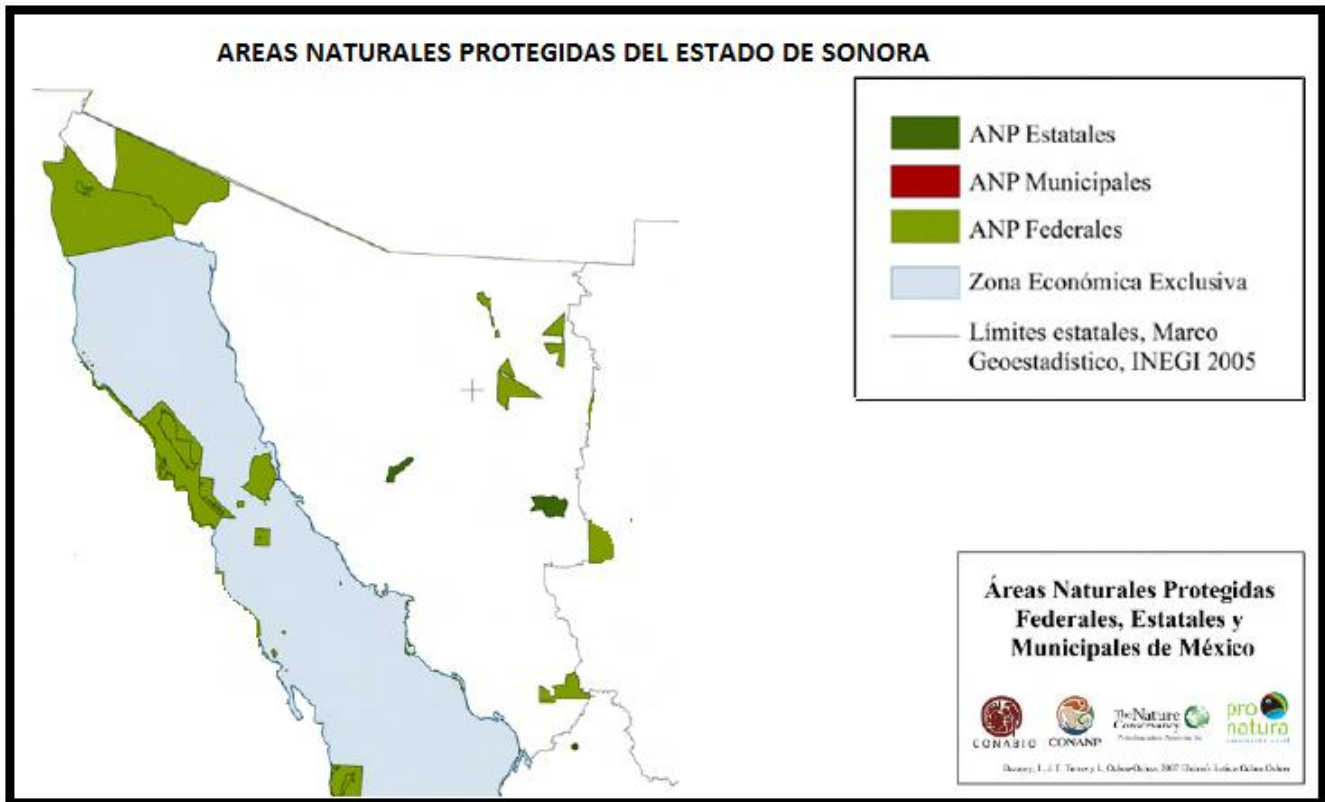 AREAS NATURALES PROTEGIDAS DEL ESTADO DE SONORA
ANP Estatales
ANP Municipales
ANP Federales
Zona Económica Exclusiva
Límites estatales, Marco
Geoestadístico, INEGI 2005
Áreas Naturales Protegidas
Federales, Estatales y
Municipales de México
CONABIO
CONANP
The Nature
Conservancy
pro
natura